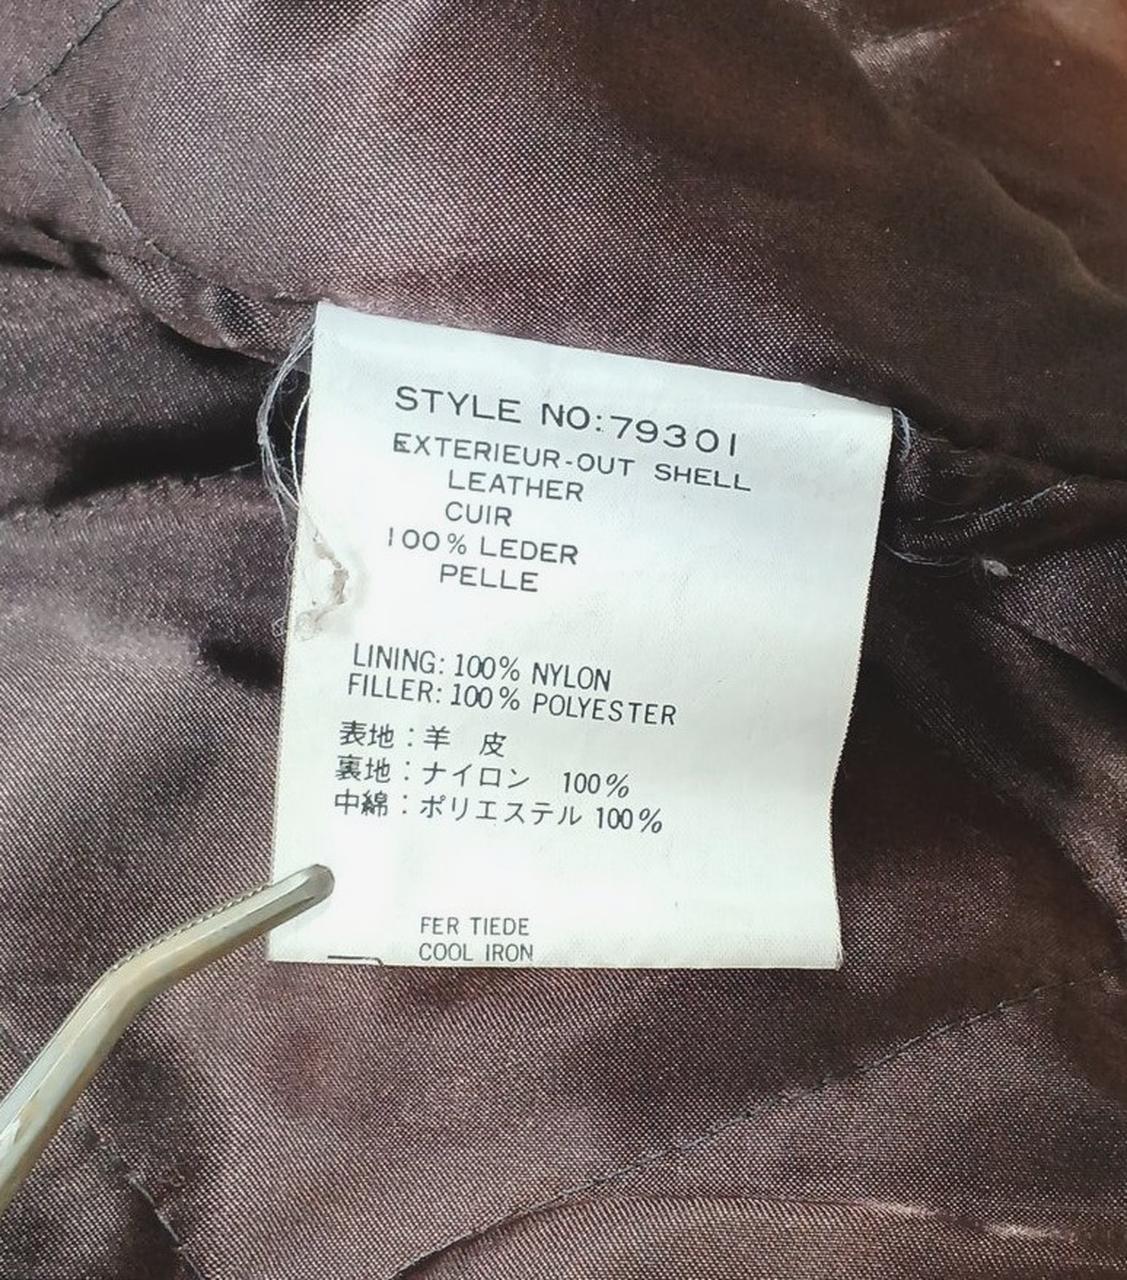 STYLE NO:79301
EXTERIEUR-OUT SHELL
LEATHER
CUIR
100% LEDER
PELLE
LINING: 100% NYLON
FILLER: 100% POLYESTER
表地：羊　皮
裏地：ナイロン　100%
中綿：ポリエステル 100%
FER TIEDE
COOL IRON